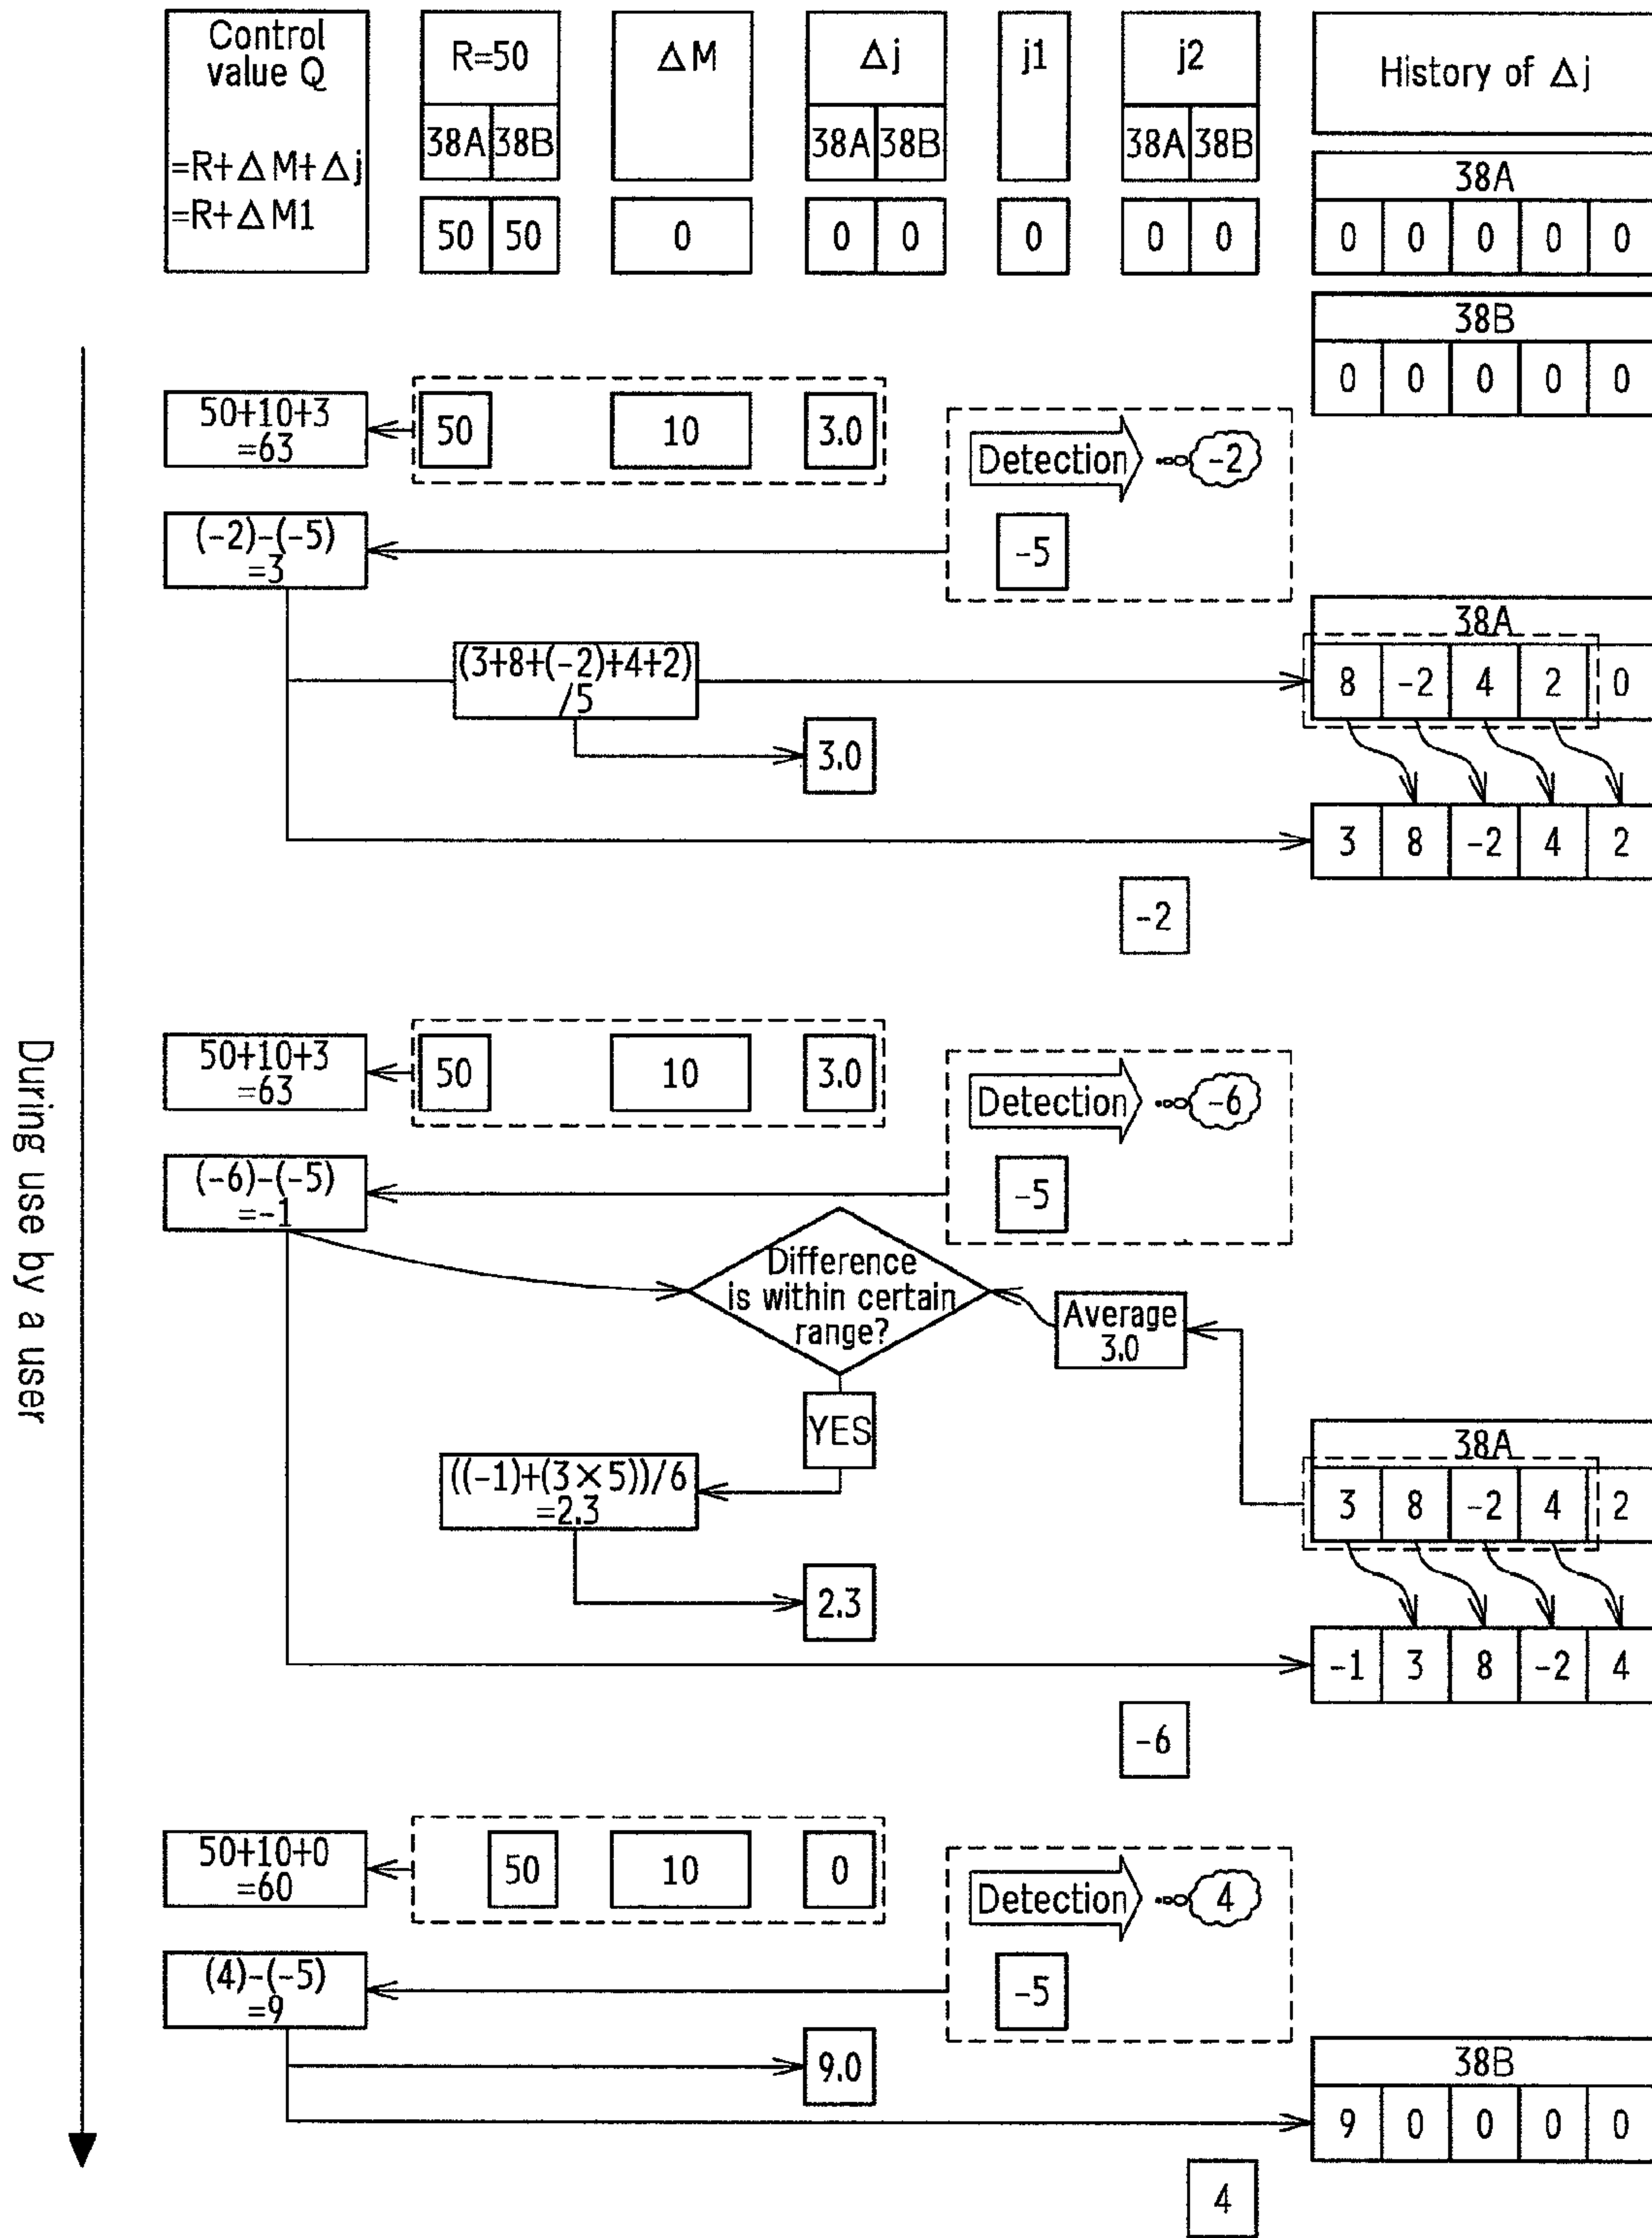 Control
value Q
=R+△M+△j
=R+△M1
R=50
38A 38B
50 50
△M
0
△j
38A 38B
0 0
j1
0
j2
38A 38B
0 0
History of △j
38A
0 0 0 0 0
38B
0 0 0 0 0
During use by a user
50+10+3
=63
50 10 3.0
Detection -2
(-2)-(-5)
=3
-5
38A
(3+8+(-2)+4+2)
/5
8 -2 4 2 0
3.0
3 8 -2 4 2
-2
50+10+3
=63
50 10 3.0
Detection -6
(-6)-(-5)
=-1
-5
Difference
is within certain
range?
Average
3.0
YES
38A
((-1)+(3×5))/6
=2.3
3 8 -2 4 2
2.3
-1 3 8 -2 4
-6
50+10+0
=60
50 10 0
Detection 4
(4)-(-5)
=9
-5
9.0
38B
9 0 0 0 0
4